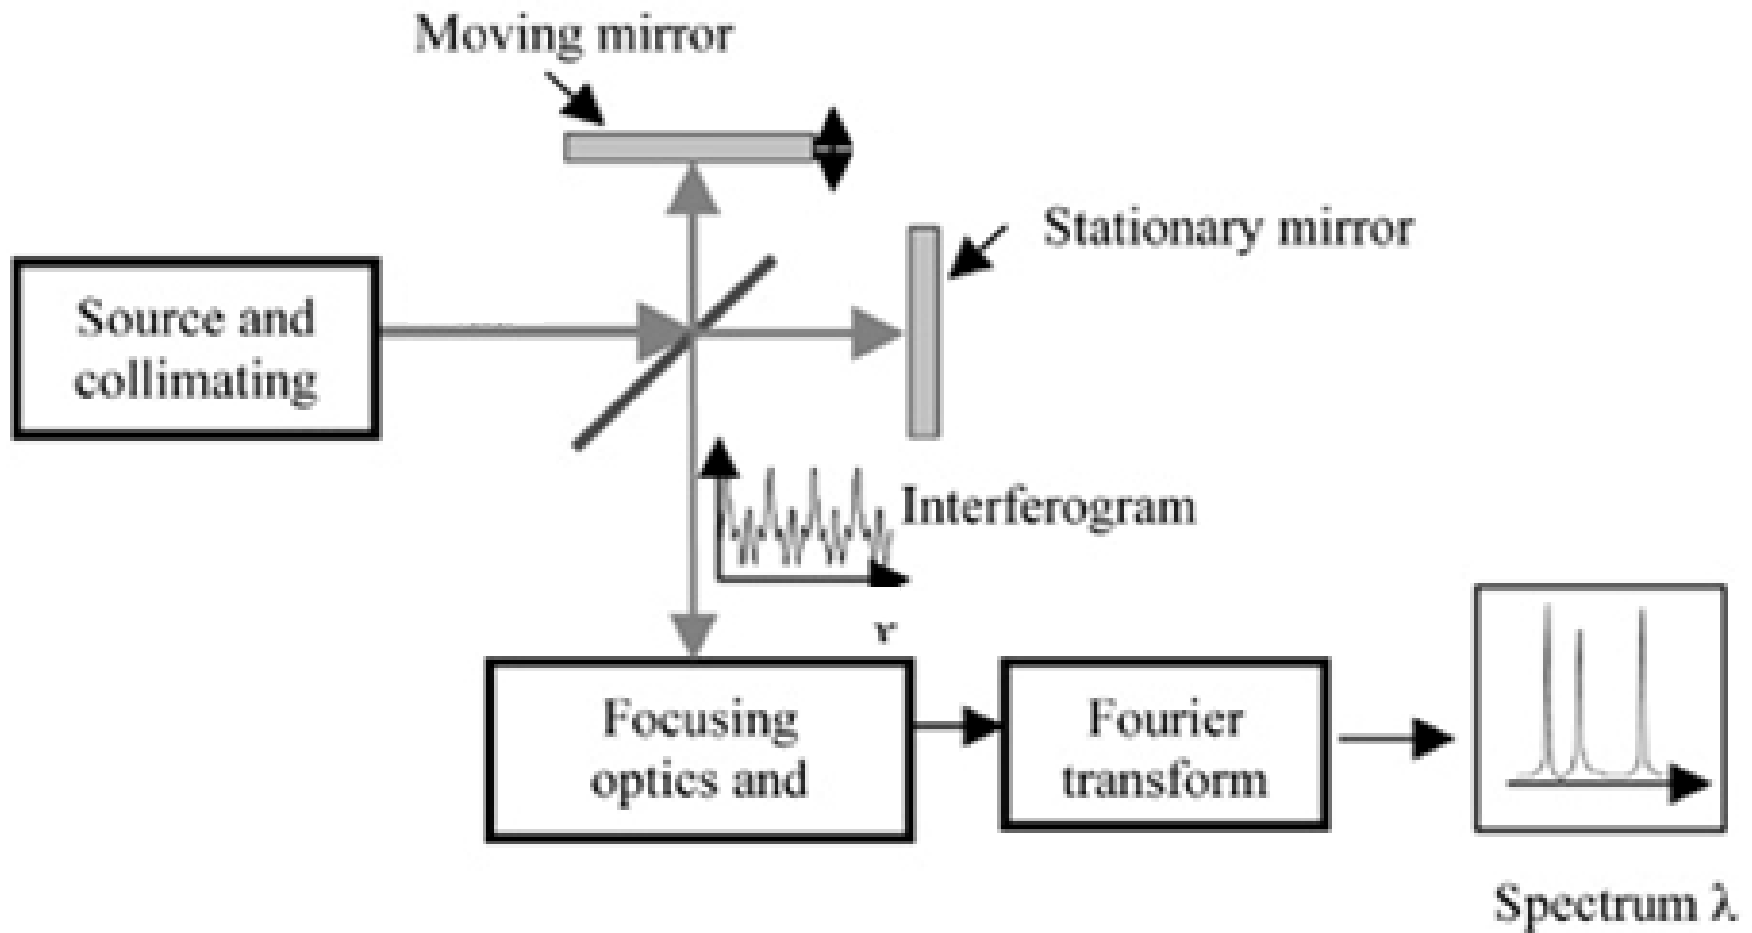 Moving mirror
Stationary mirror
Source and
collimating
Interferogram
Focusing
optics and
Fourier
transform
Spectrum λ